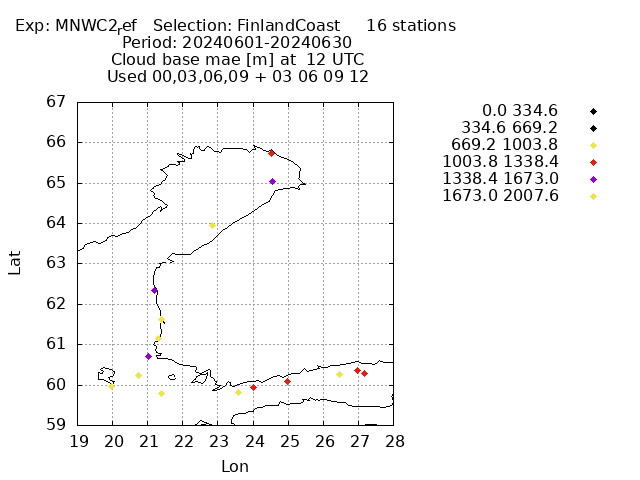 Exp: MNWC2ref   Selection: FinlandCoast     16 stations
Period: 20240601-20240630
Cloud base mae [m] at  12 UTC
Used 00,03,06,09 + 03 06 09 12
0.0 334.6
334.6 669.2
669.2 1003.8
1003.8 1338.4
1338.4 1673.0
1673.0 2007.6
67
66
65
64
63
62
61
60
59
Lat
19 20 21 22 23 24 25 26 27 28
Lon